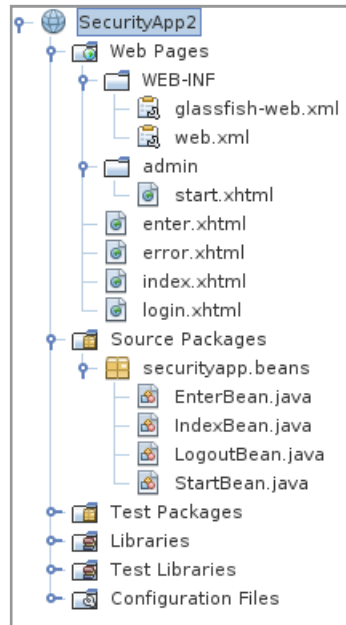 SecurityApp2
Web Pages
WEB-INF
glassfish-web.xml
web.xml
admin
start.xhtml
enter.xhtml
error.xhtml
index.xhtml
login.xhtml
Source Packages
securityapp.beans
EnterBean.java
IndexBean.java
LogoutBean.java
StartBean.java
Test Packages
Libraries
Test Libraries
Configuration Files